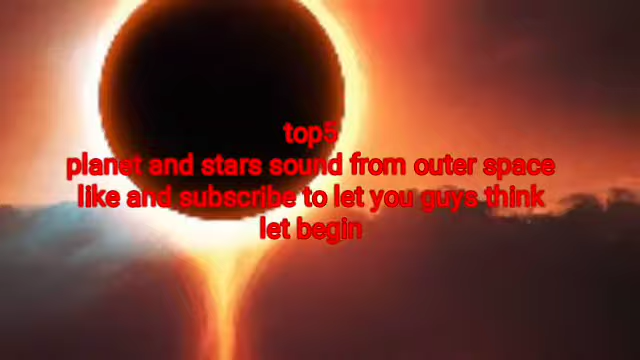 top5
planet and stars sound from outer space
like and subscribe to let you guys think
let begin